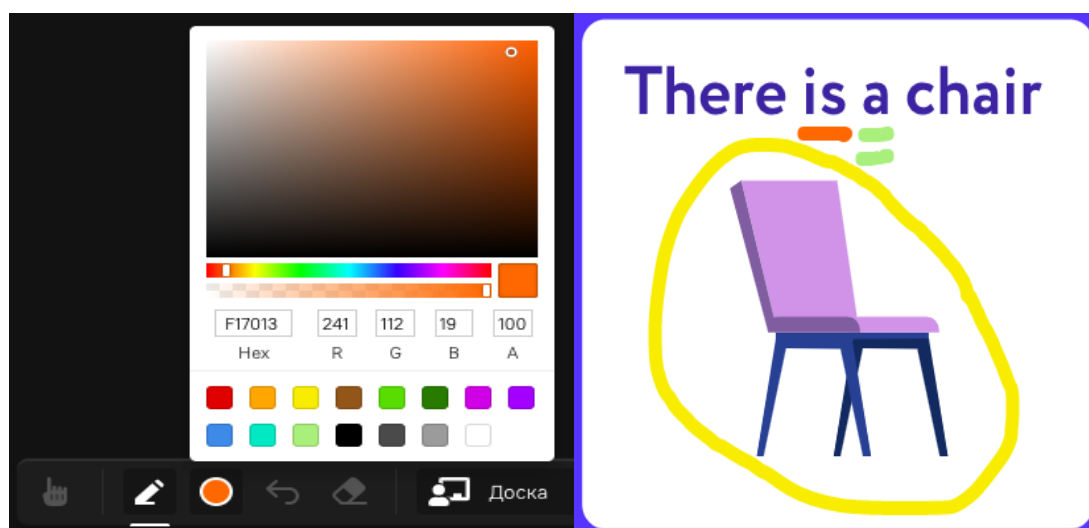 There is a chair
F17013 241 112 19 100
Hex R G B A
Доска